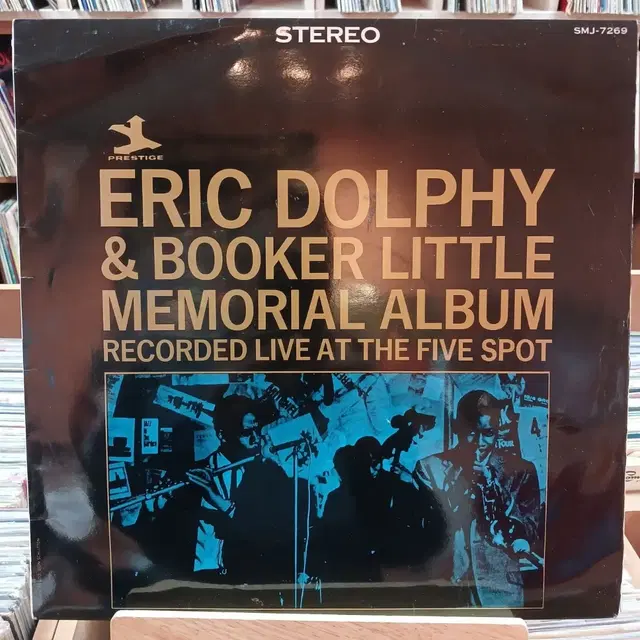 STEREO
SMJ-7269
PRESTIGE
ERIC DOLPHY
& BOOKER LITTLE
MEMORIAL ALBUM
RECORDED LIVE AT THE FIVE SPOT